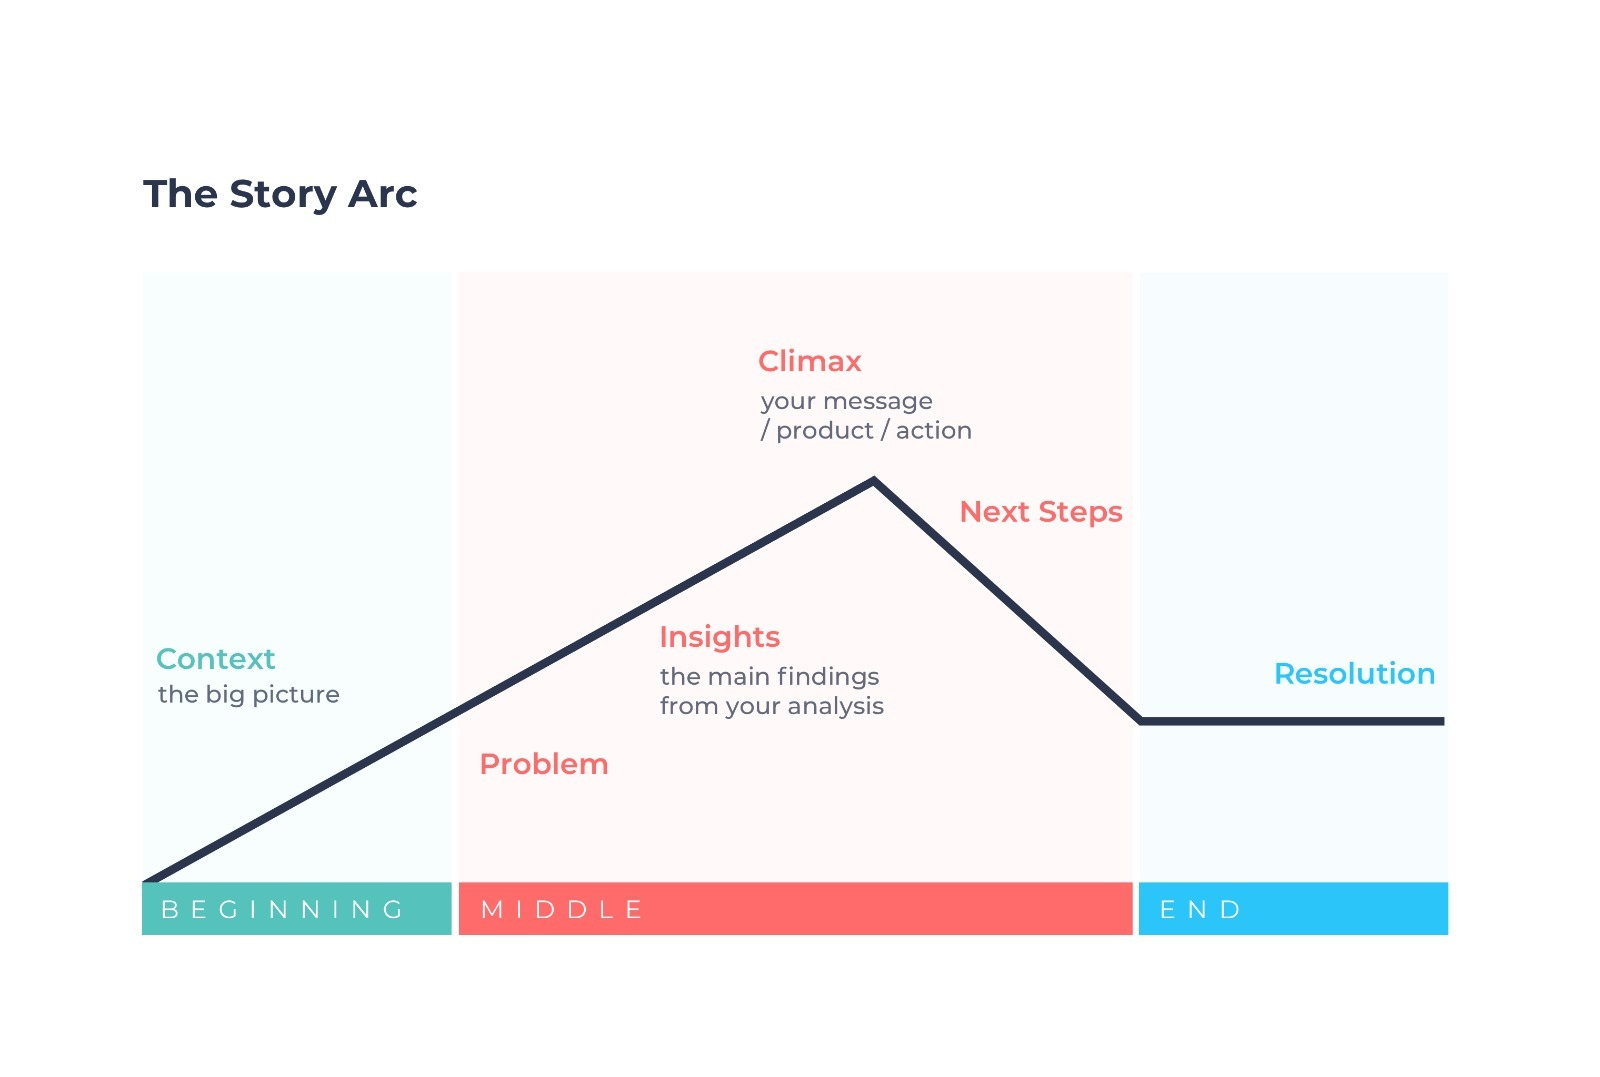 The Story Arc
Climax
your message
/ product / action
Next Steps
Insights
the main findings
from your analysis
Context
the big picture
Resolution
Problem
BEGINNING
MIDDLE
END